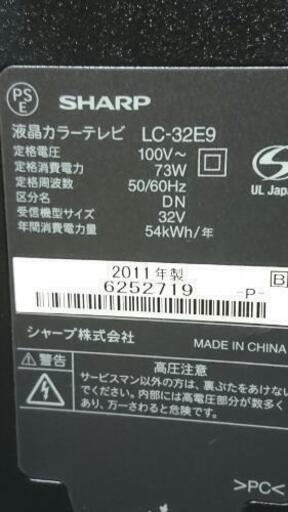 PS
E
SHARP
液晶カラーテレビ LC-32E9
定格電圧 100V~
定格消費電力 73W
定格周波数 50/60Hz
区分名 DN
受信機型サイズ 32V
年間消費電力量 54kWh/年
S
UL Japa
2011年製
6252719
-P-
B
シャープ株式会社
MADE IN CHINA
警告
高圧注意
サービスマン以外の方は、裏ぶたをあけない
でください。内部には高電圧部分が数多く
あり、万一さわると危険です。
>PC<